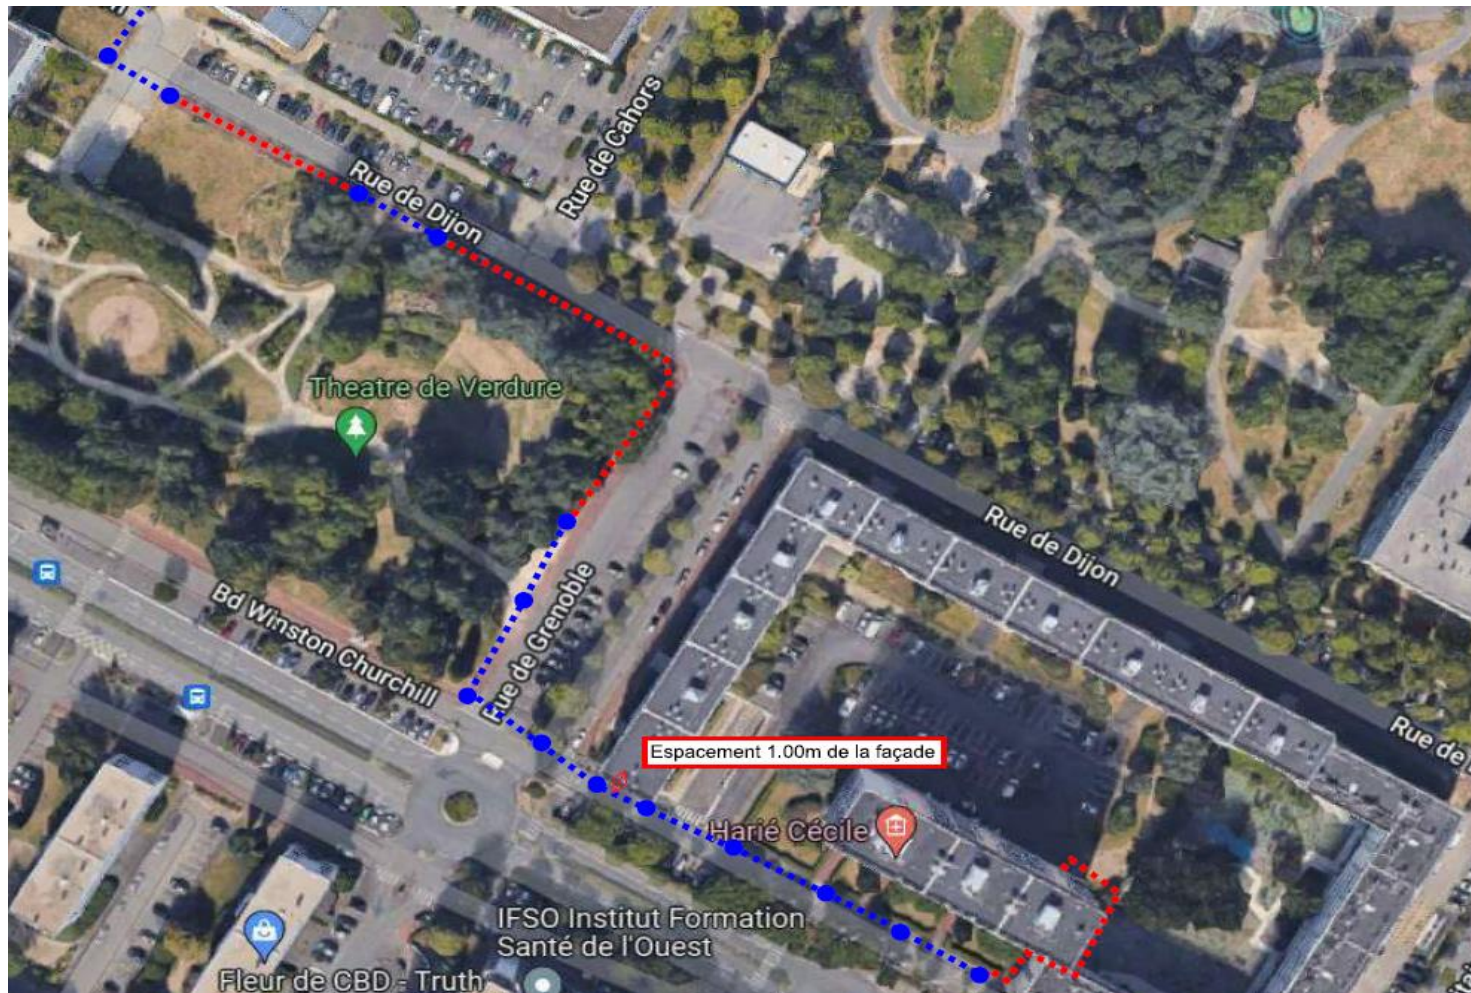 Rue de Cahors
Rue de Dijon
Theatre de Verdure
Rue de Dijon
Bd Winston Churchill
Rue de Grenoble
Rue de
Espacement 1.00m de la façade
Harié Cécile
IFSO Institut Formation
Santé de l'Ouest
Fleur de CBD - Truth